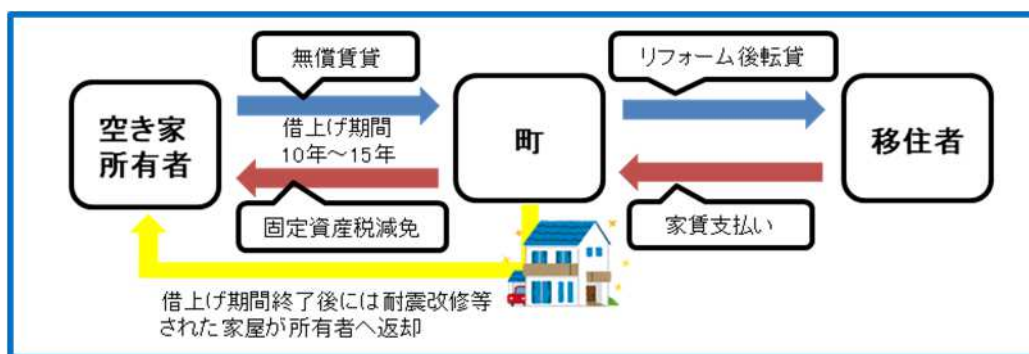 無償賃貸
リフォーム後転貸
空き家
所有者
借上げ期間
10年～15年
町
移住者
固定資産税減免
家賃支払い
借上げ期間終了後には耐震改修等
された家屋が所有者へ返却